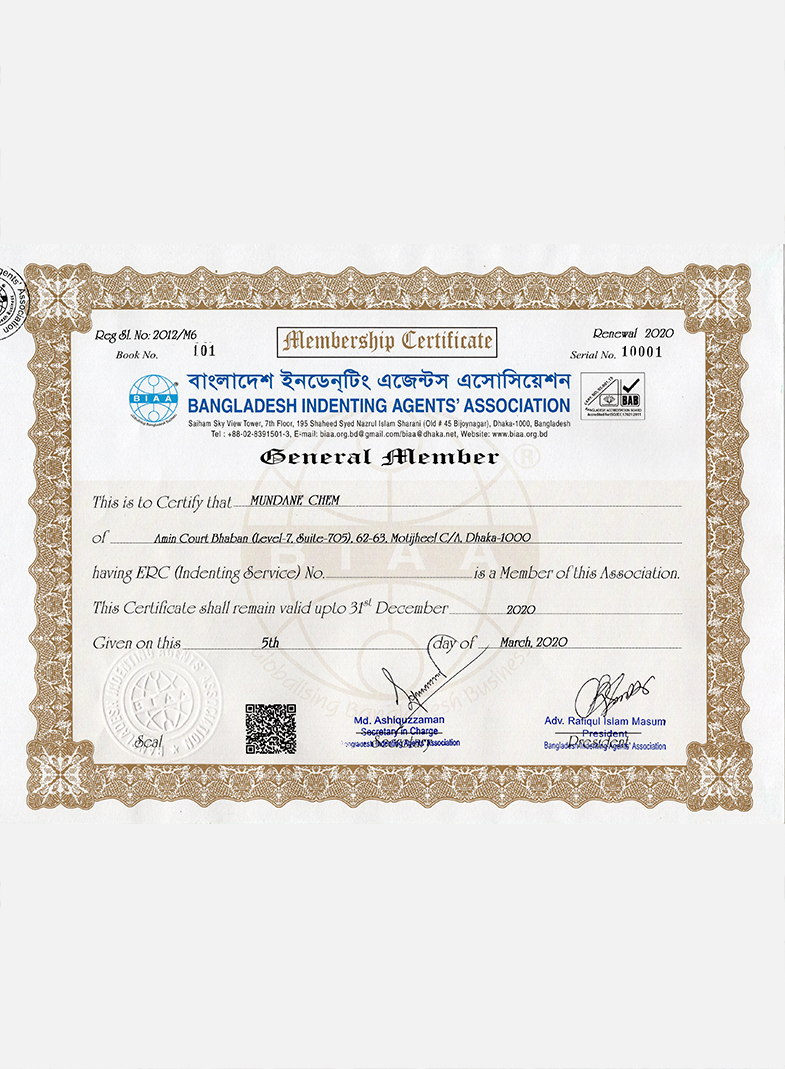 Reg Sl. No: 2012/M6
Membership Certificate
Renewal 2020
Book No. 101
Serial No. 10001
BIAA
বাংলাদেশ ইনডেন্‌টিং এজেন্টস এসোসিয়েশন
BANGLADESH INDENTING AGENTS' ASSOCIATION
BAB
Saiham Sky View Tower, 7th Floor, 195 Shaheed Syed Nazrul Islam Sharani (Old # 45 Bijoynagar), Dhaka-1000, Bangladesh
Tel : +88-02-8391501-3, E-mail: biaa.org.bd@gmail.com/biaa@dhaka.net, Website: www.biaa.org.bd
General Member
This is to Certify that MUNDANE CHEM
of Amin Court Bhaban (Level-7, Suite-705), 62-63, Motijheel C/A, Dhaka-1000
BIAA
having ERC (Indenting Service) No. is a Member of this Association.
This Certificate shall remain valid upto 31st December 2020
Given on this 5th day of March, 2020
Globalising Bangladesh Business
Md. Ashiquzzaman
Adv. Rafiqul Islam Masum
Secretary in Charge
President
Seal
President
Bangladesh Indenting Agents' Association
Bangladesh Indenting Agents' Association